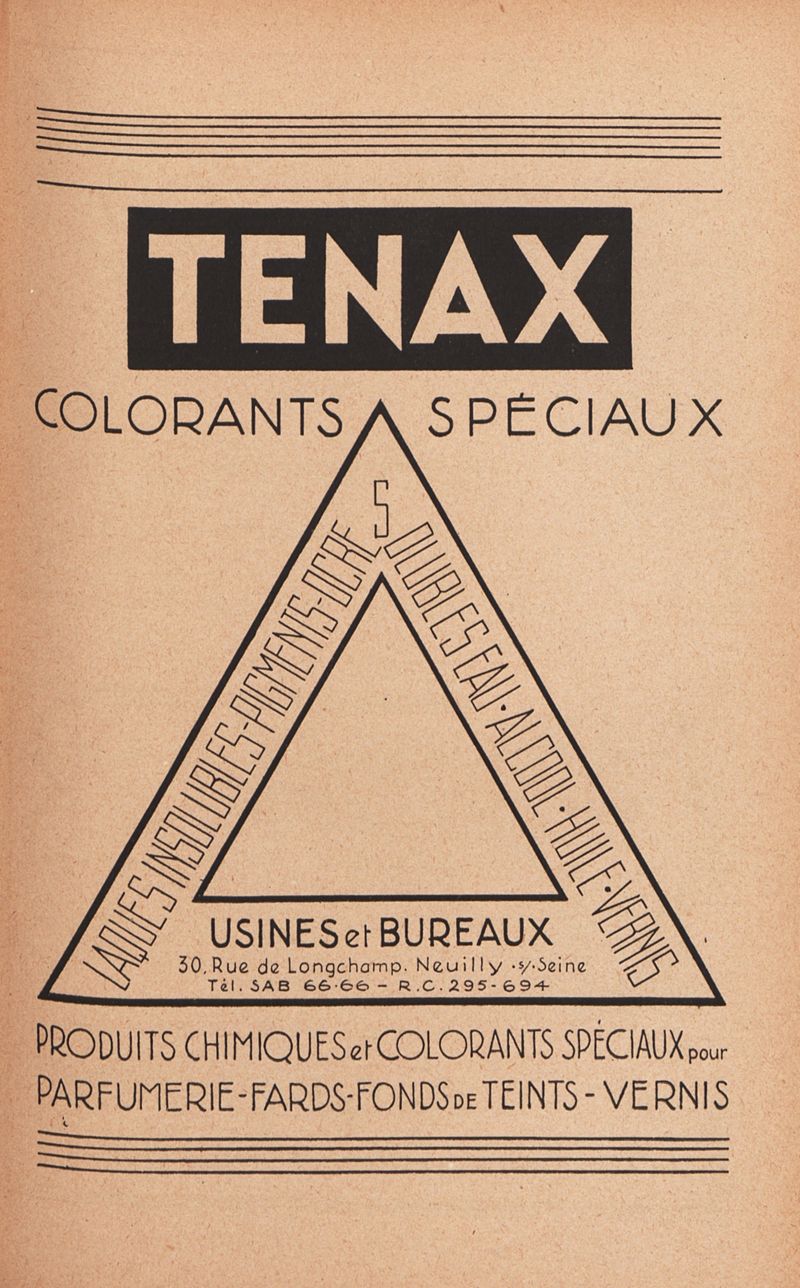 TENAX
COLORANTS SPÉCIAUX
LAQUES INSOLUBLES-PIGMENTS-OCRE
SOLUBLES EAU·ALCOOL·HUILE·VERNIS
USINES et BUREAUX
30, Rue de Longchamp. Neuilly ·s/·Seine
Tél. SAB 66·66 – R.C. 295-694
PRODUITS CHIMIQUES et COLORANTS SPÉCIAUX pour
PARFUMERIE-FARDS-FONDS DE TEINTS - VERNIS